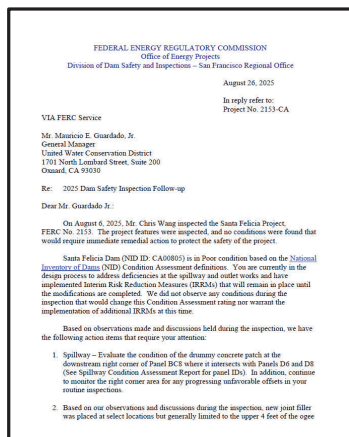 FEDERAL ENERGY REGULATORY COMMISSION
Office of Energy Projects
Division of Dam Safety and Inspections – San Francisco Regional Office
August 26, 2025
In reply refer to:
Project No. 2153-CA
VIA FERC Service
Mr. Mauricio E. Guardado, Jr.
General Manager
United Water Conservation District
1701 North Lombard Street, Suite 200
Oxnard, CA 93030
Re: 2025 Dam Safety Inspection Follow-up
Dear Mr. Guardado Jr.:
On August 6, 2025, Mr. Chris Wang inspected the Santa Felicia Project,
FERC No. 2153. The project features were inspected, and no conditions were found that
would require immediate remedial action to protect the safety of the project.
Santa Felicia Dam (NID ID: CA00805) is in Poor condition based on the National
Inventory of Dams (NID) Condition Assessment definitions. You are currently in the
design process to address deficiencies at the spillway and outlet works and have
implemented Interim Risk Reduction Measures (IRRMs) that will remain in place until
the modifications are completed. We did not observe any conditions during the
inspection that would change this Condition Assessment rating nor warrant the
implementation of additional IRRMs at this time.
Based on observations made and discussions held during the inspection, we have
the following action items that require your attention:
1. Spillway – Evaluate the condition of the drummy concrete patch at the
downstream right corner of Panel BC8 where it intersects with Panels D6 and D8
(See Spillway Condition Assessment Report for panel IDs). In addition, continue
to monitor the right corner area for any progressing unfavorable offsets in your
routine inspections.
2. Based on our observations and discussions during the inspection, new joint filler
was placed at select locations but generally limited to the upper 4 feet of the ogee